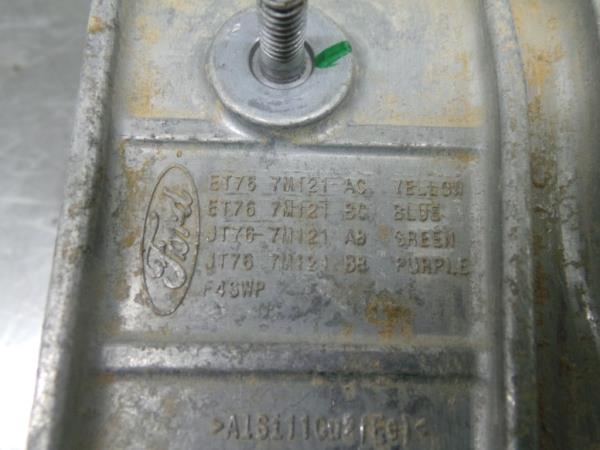 Ford
ET76 7M121 AC YELLOW
ET76 7M121 BC BLUE
JT76-7M121 AB GREEN
JT76 7M121 BB PURPLE
F43WP
>ALSi11Cu2(Fe)<